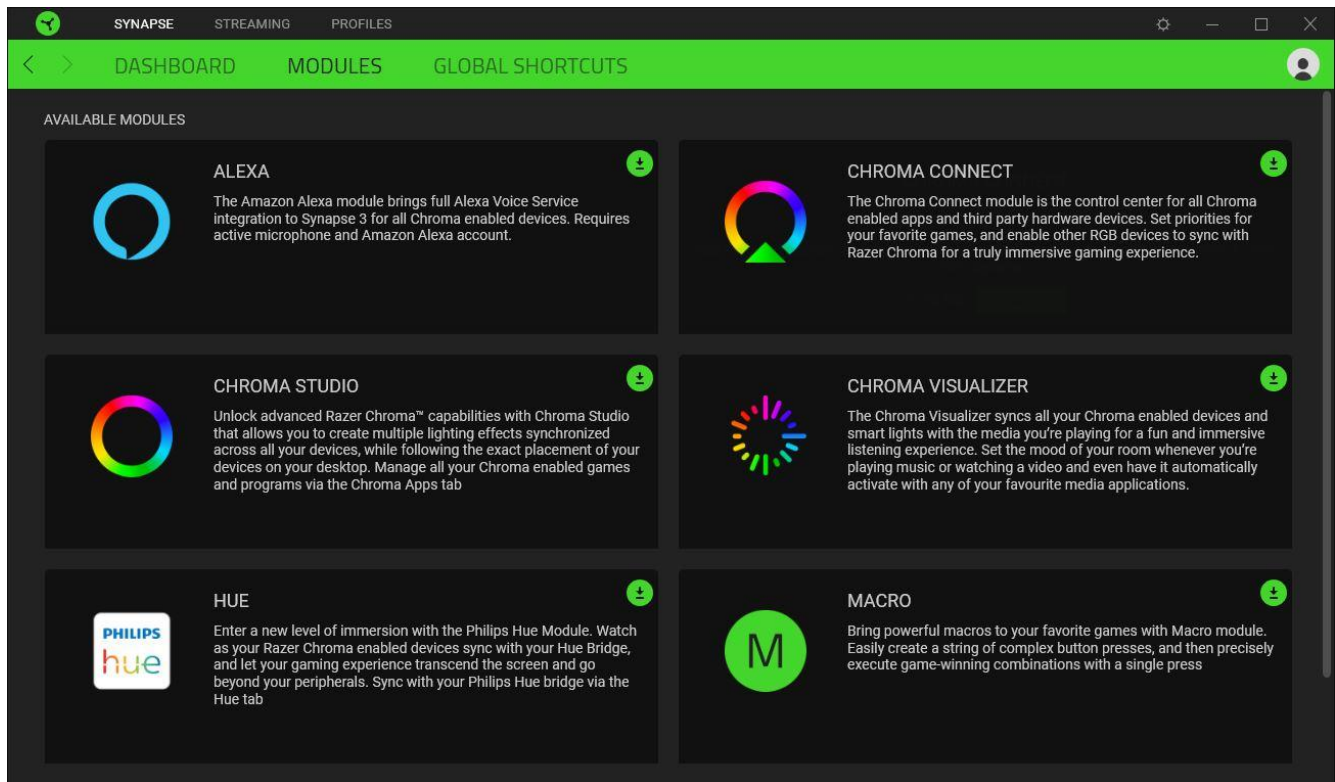 SYNAPSE STREAMING PROFILES
DASHBOARD MODULES GLOBAL SHORTCUTS
AVAILABLE MODULES
ALEXA
The Amazon Alexa module brings full Alexa Voice Service
integration to Synapse 3 for all Chroma enabled devices. Requires
active microphone and Amazon Alexa account.
CHROMA CONNECT
The Chroma Connect module is the control center for all Chroma
enabled apps and third party hardware devices. Set priorities for
your favorite games, and enable other RGB devices to sync with
Razer Chroma for a truly immersive gaming experience.
CHROMA STUDIO
Unlock advanced Razer Chroma™ capabilities with Chroma Studio
that allows you to create multiple lighting effects synchronized
across all your devices, while following the exact placement of your
devices on your desktop. Manage all your Chroma enabled games
and programs via the Chroma Apps tab
CHROMA VISUALIZER
The Chroma Visualizer syncs all your Chroma enabled devices and
smart lights with the media you're playing for a fun and immersive
listening experience. Set the mood of your room whenever you're
playing music or watching a video and even have it automatically
activate with any of your favourite media applications.
PHILIPS
hue
HUE
Enter a new level of immersion with the Philips Hue Module. Watch
as your Razer Chroma enabled devices sync with your Hue Bridge,
and let your gaming experience transcend the screen and go
beyond your peripherals. Sync with your Philips Hue bridge via the
Hue tab
M
MACRO
Bring powerful macros to your favorite games with Macro module.
Easily create a string of complex button presses, and then precisely
execute game-winning combinations with a single press